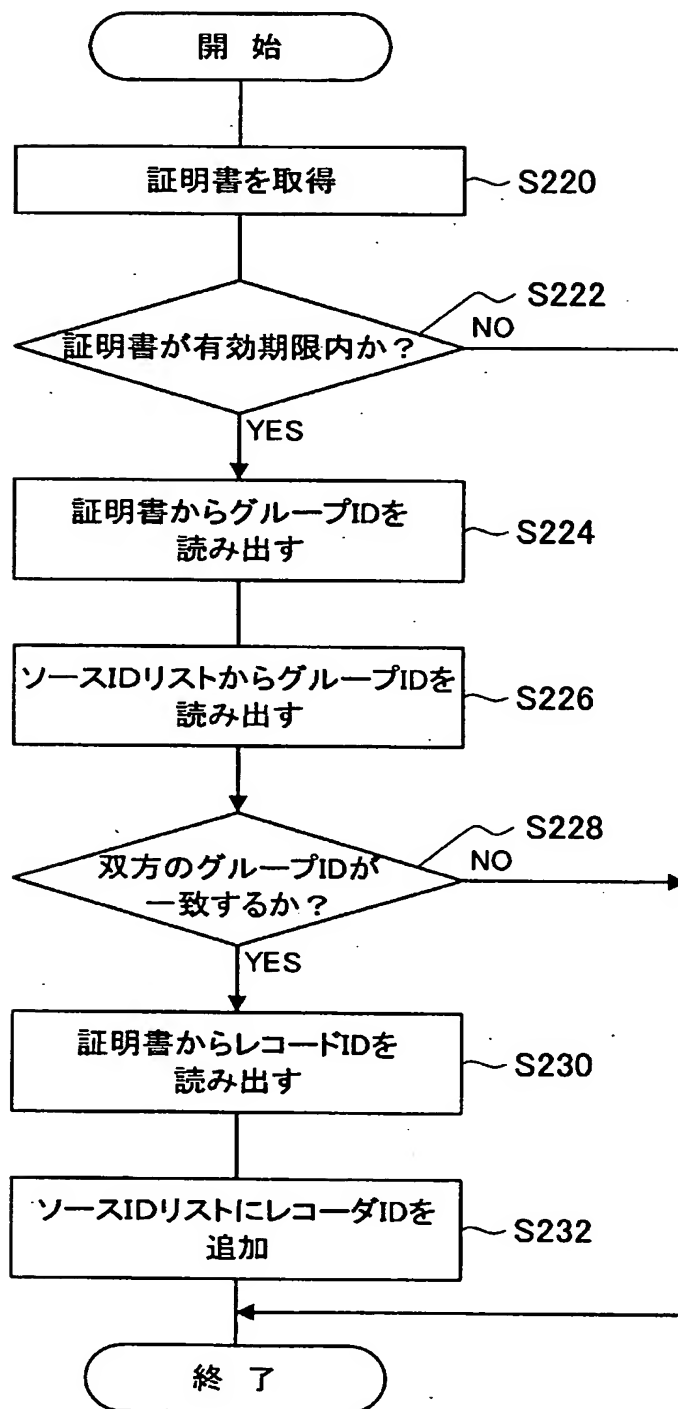 開 始
証明書を取得
S220
S222
証明書が有効期限内か？
NO
YES
証明書からグループIDを
読み出す
S224
ソースIDリストからグループIDを
読み出す
S226
S228
双方のグループIDが
一致するか？
NO
YES
証明書からレコードIDを
読み出す
S230
ソースIDリストにレコーダIDを
追加
S232
終 了